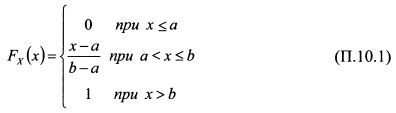 0 при x ≤ a
F_X(x) = { (x − a)/(b − a) при a < x ≤ b (П.10.1)
1 при x > b